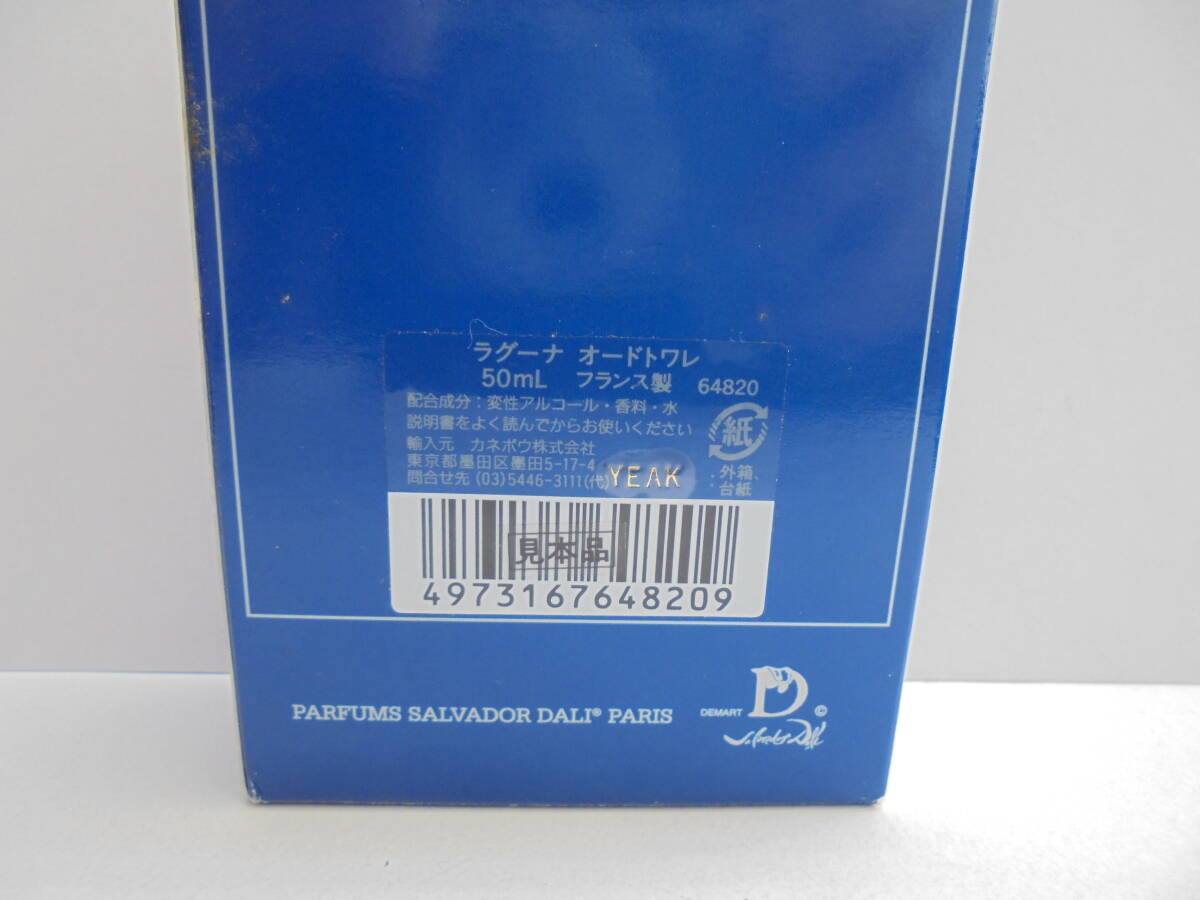 ラグーナ オードトワレ
50mL フランス製 64820
配合成分：変性アルコール・香料・水
説明書をよく読んでからお使いください
輸入元 カネボウ株式会社
東京都墨田区墨田5-17-4
問合せ先 (03)5446-3111(代)
YEAK
紙
：外箱、
台紙
見本品
4973167648209
PARFUMS SALVADOR DALI® PARIS
DEMART D ©
Salvador Dali